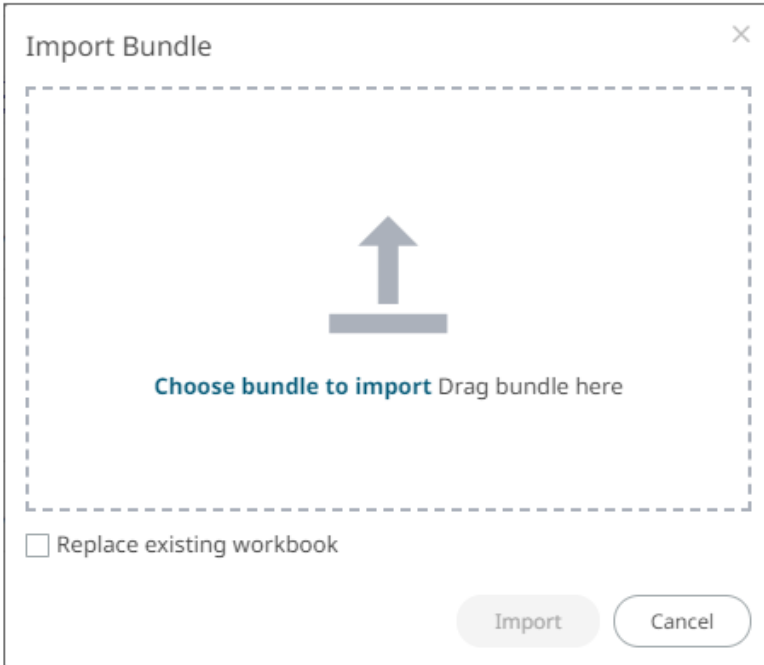 Import Bundle
Choose bundle to import Drag bundle here
Replace existing workbook
Import Cancel